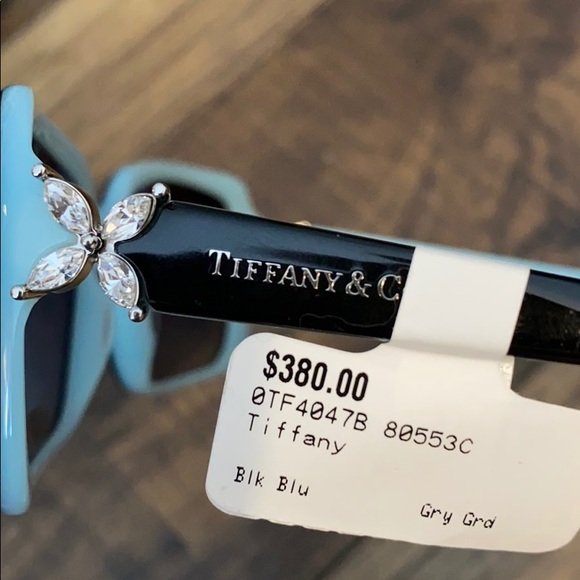 TIFFANY & C
$380.00
0TF4047B 80553C
Tiffany
Blk Blu
Gry Grd